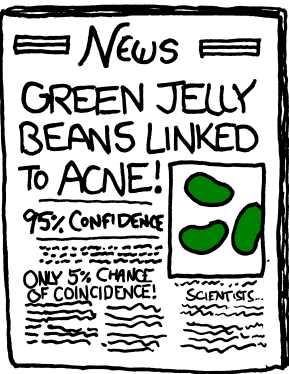 NEWS
GREEN JELLY
BEANS LINKED
TO ACNE!
95% CONFIDENCE
ONLY 5% CHANCE
OF COINCIDENCE!
SCIENTISTS...